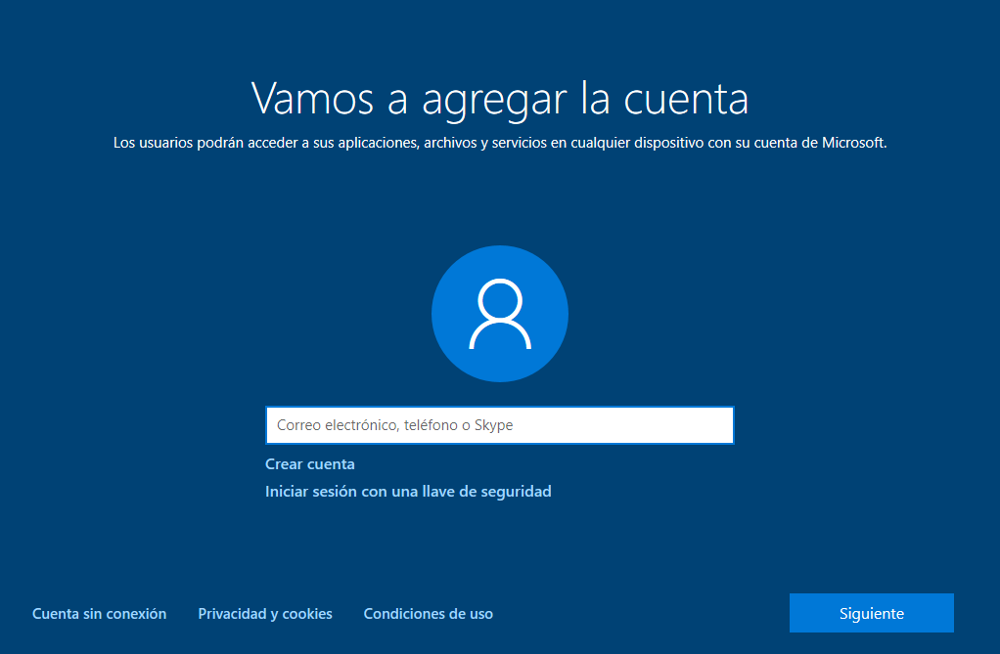 Vamos a agregar la cuenta
Los usuarios podrán acceder a sus aplicaciones, archivos y servicios en cualquier dispositivo con su cuenta de Microsoft.
Correo electrónico, teléfono o Skype
Crear cuenta
Iniciar sesión con una llave de seguridad
Cuenta sin conexión Privacidad y cookies Condiciones de uso Siguiente